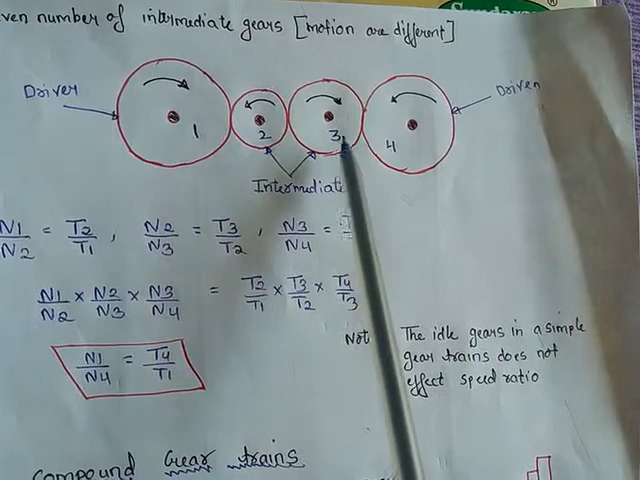 ven number of intermediate gears [motion are different]
Driver
Driven
1
2
3
4
Intermediate
N1/N2 = T2/T1 , N2/N3 = T3/T2 , N3/N4 =
N1/N2 × N2/N3 × N3/N4 = T2/T1 × T3/T2 × T4/T3
N1/N4 = T4/T1
Not The idle gears in a simple
gear trains does not
effect speed ratio
compound Gear trains